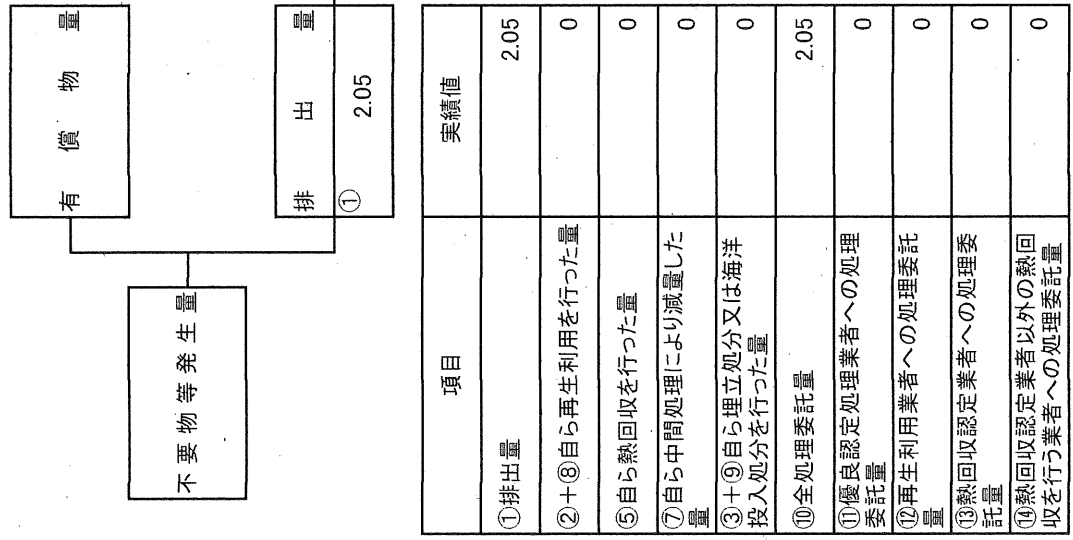 不要物等発生量
有償物量
排出量
① 2.05
項目 実績値
①排出量 2.05
②+⑧自ら再生利用を行った量 0
⑤自ら熱回収を行った量 0
⑦自ら中間処理により減量した
量 0
③+⑨自ら埋立処分又は海洋
投入処分を行った量 0
⑩全処理委託量 2.05
⑪優良認定処理業者への処理
委託量 0
⑫再生利用業者への処理委託
量 0
⑬熱回収認定業者への処理委
託量 0
⑭熱回収認定業者以外の熱回
収を行う業者への処理委託量 0